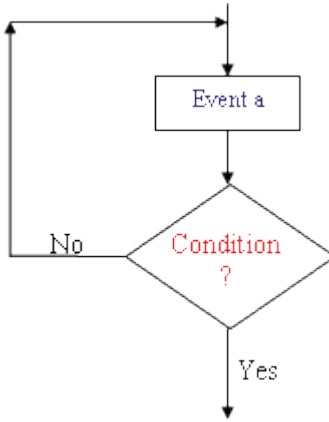 Event a
Condition
?
No
Yes